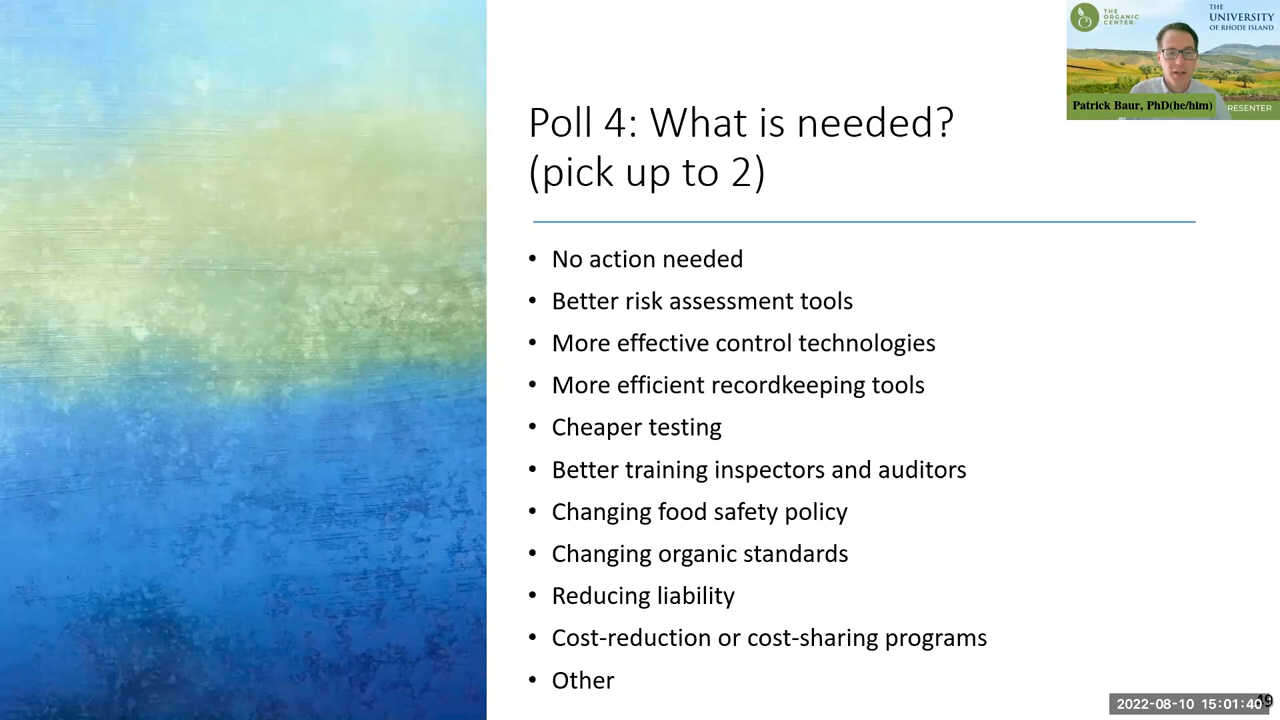 THE
ORGANIC
CENTER
THE
UNIVERSITY
OF RHODE ISLAND
Patrick Baur, PhD(he/him)
RESENTER
Poll 4: What is needed?
(pick up to 2)
• No action needed
• Better risk assessment tools
• More effective control technologies
• More efficient recordkeeping tools
• Cheaper testing
• Better training inspectors and auditors
• Changing food safety policy
• Changing organic standards
• Reducing liability
• Cost-reduction or cost-sharing programs
• Other
2022-08-10 15:01:40
19